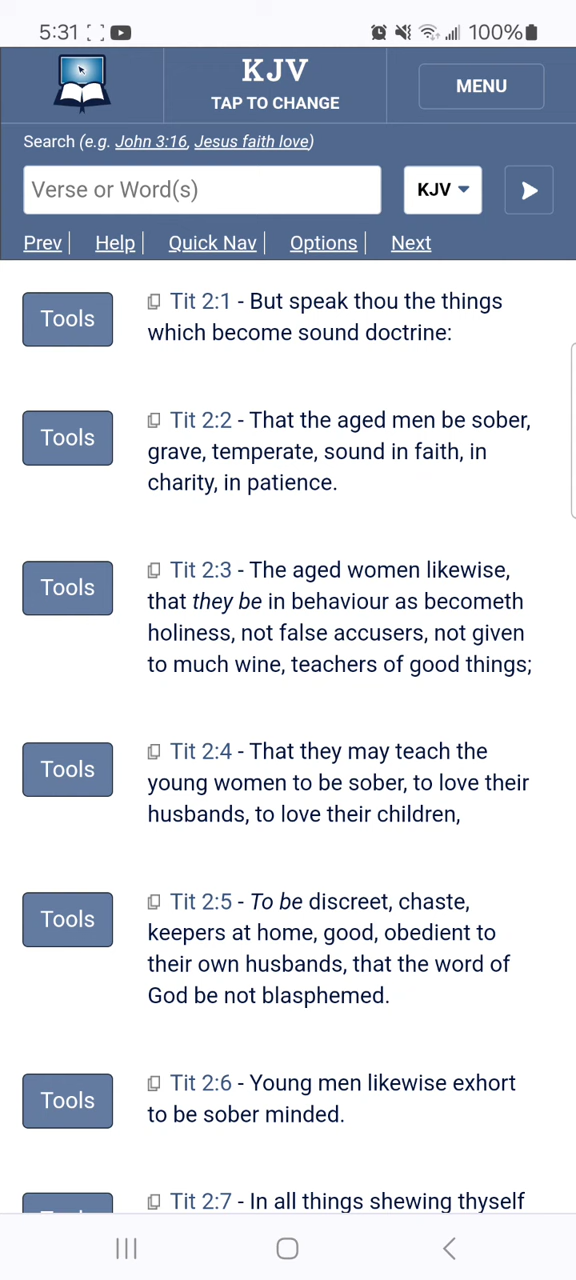 5:31 100%
KJV
TAP TO CHANGE
MENU
Search (e.g. John 3:16, Jesus faith love)
Verse or Word(s)
KJV
Prev | Help | Quick Nav | Options | Next
Tools
Tit 2:1 - But speak thou the things
which become sound doctrine:
Tools
Tit 2:2 - That the aged men be sober,
grave, temperate, sound in faith, in
charity, in patience.
Tools
Tit 2:3 - The aged women likewise,
that they be in behaviour as becometh
holiness, not false accusers, not given
to much wine, teachers of good things;
Tools
Tit 2:4 - That they may teach the
young women to be sober, to love their
husbands, to love their children,
Tools
Tit 2:5 - To be discreet, chaste,
keepers at home, good, obedient to
their own husbands, that the word of
God be not blasphemed.
Tools
Tit 2:6 - Young men likewise exhort
to be sober minded.
Tit 2:7 - In all things shewing thyself